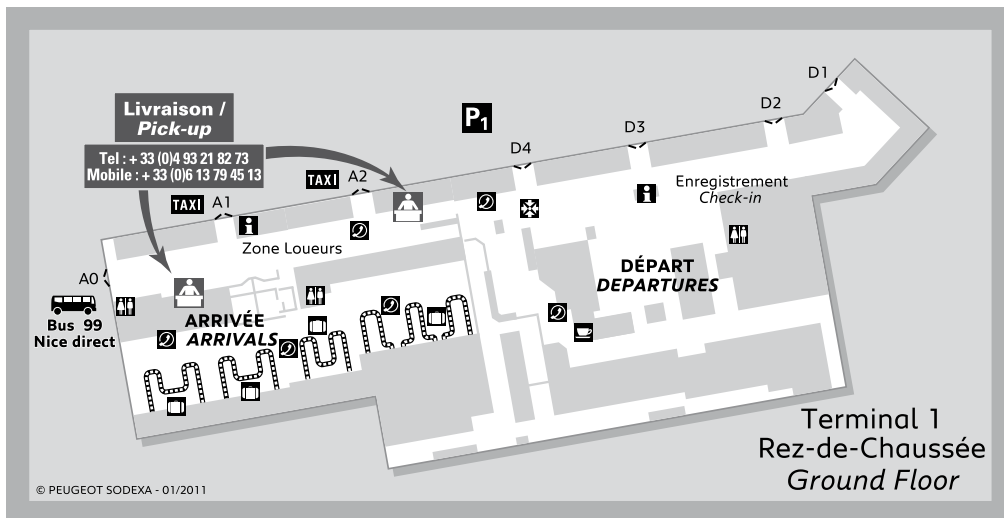 D1
D2
Livraison /
Pick-up
P1
D3
D4
Tel : + 33 (0)4 93 21 82 73
Mobile : + 33 (0)6 13 79 45 13
TAXI
A2
Enregistrement
Check-in
TAXI
A1
Zone Loueurs
A0
DÉPART
DEPARTURES
Bus 99
Nice direct
ARRIVÉE
ARRIVALS
Terminal 1
Rez-de-Chaussée
Ground Floor
© PEUGEOT SODEXA - 01/2011